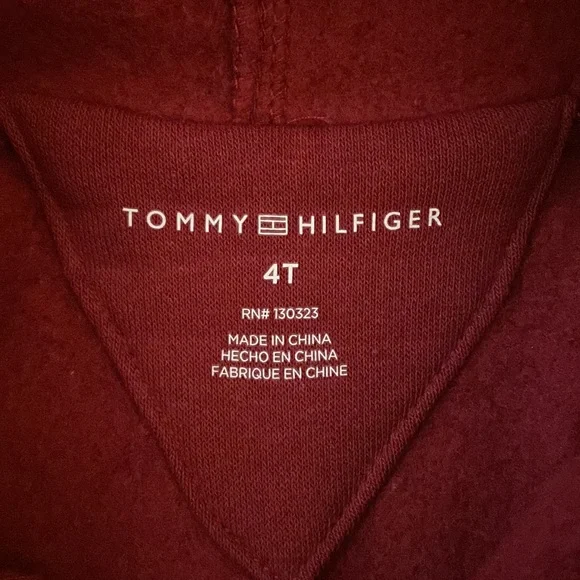 TOMMY HILFIGER
4T
RN# 130323
MADE IN CHINA
HECHO EN CHINA
FABRIQUE EN CHINE